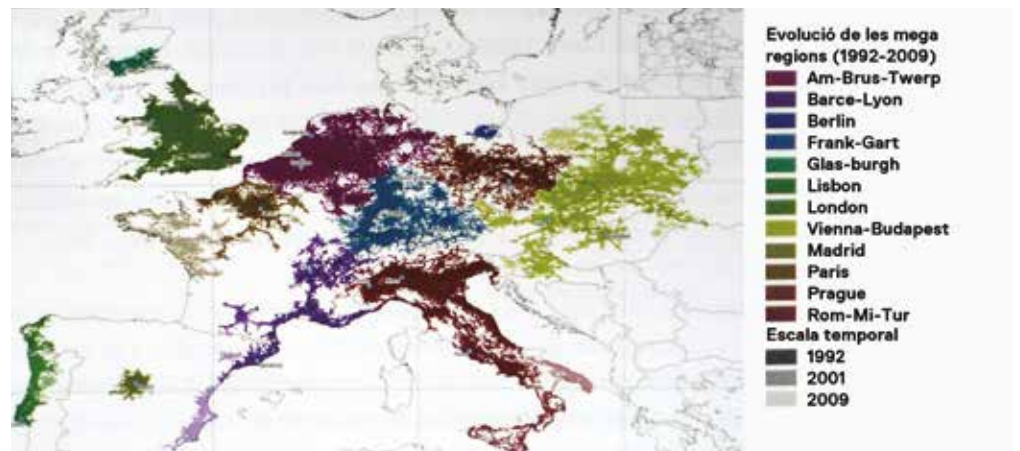 Evolució de les mega
regions (1992-2009)
Am-Brus-Twerp
Barce-Lyon
Berlin
Frank-Gart
Glas-burgh
Lisbon
London
Vienna-Budapest
Madrid
Paris
Prague
Rom-Mi-Tur
Escala temporal
1992
2001
2009